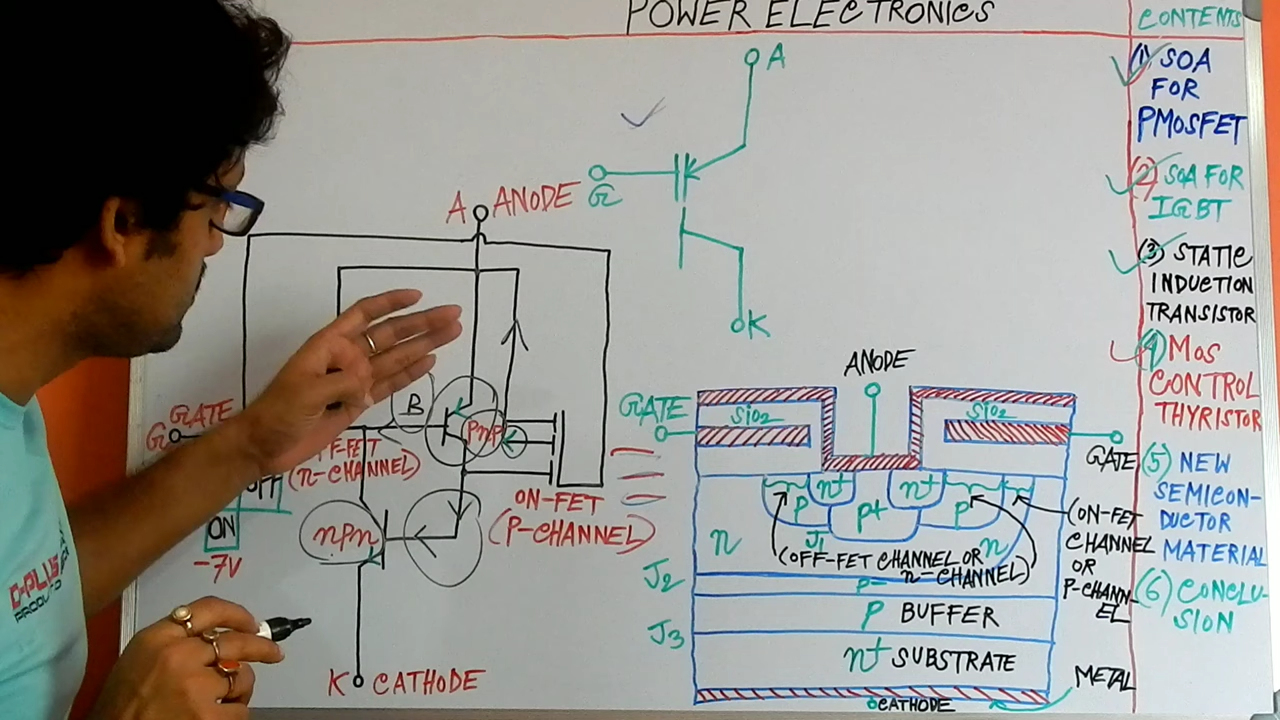 POWER ELECTRONICS
CONTENTS
(1) SOA
FOR
PMOSFET
(2) SOA FOR
IGBT
(3) STATIC
INDUCTION
TRANSISTOR
(4) MOS
CONTROL
THYRISTOR
(5) NEW
SEMICON-
DUCTOR
MATERIAL
(6) CONCLU-
SION
A
G
K
A ANODE
GATE
G
B
PnP
(n-CHANNEL)
OFF
ON
-7V
nPn
ON-FET
(P-CHANNEL)
K CATHODE
ANODE
GATE
SiO2
SiO2
GATE
n+
n+
P
P+
P
n
J1
n
(OFF-FET CHANNEL OR
n-CHANNEL)
(ON-FET
CHANNEL
OR
P-CHANN-
EL
J2
P-
P BUFFER
J3
n+ SUBSTRATE
METAL
CATHODE